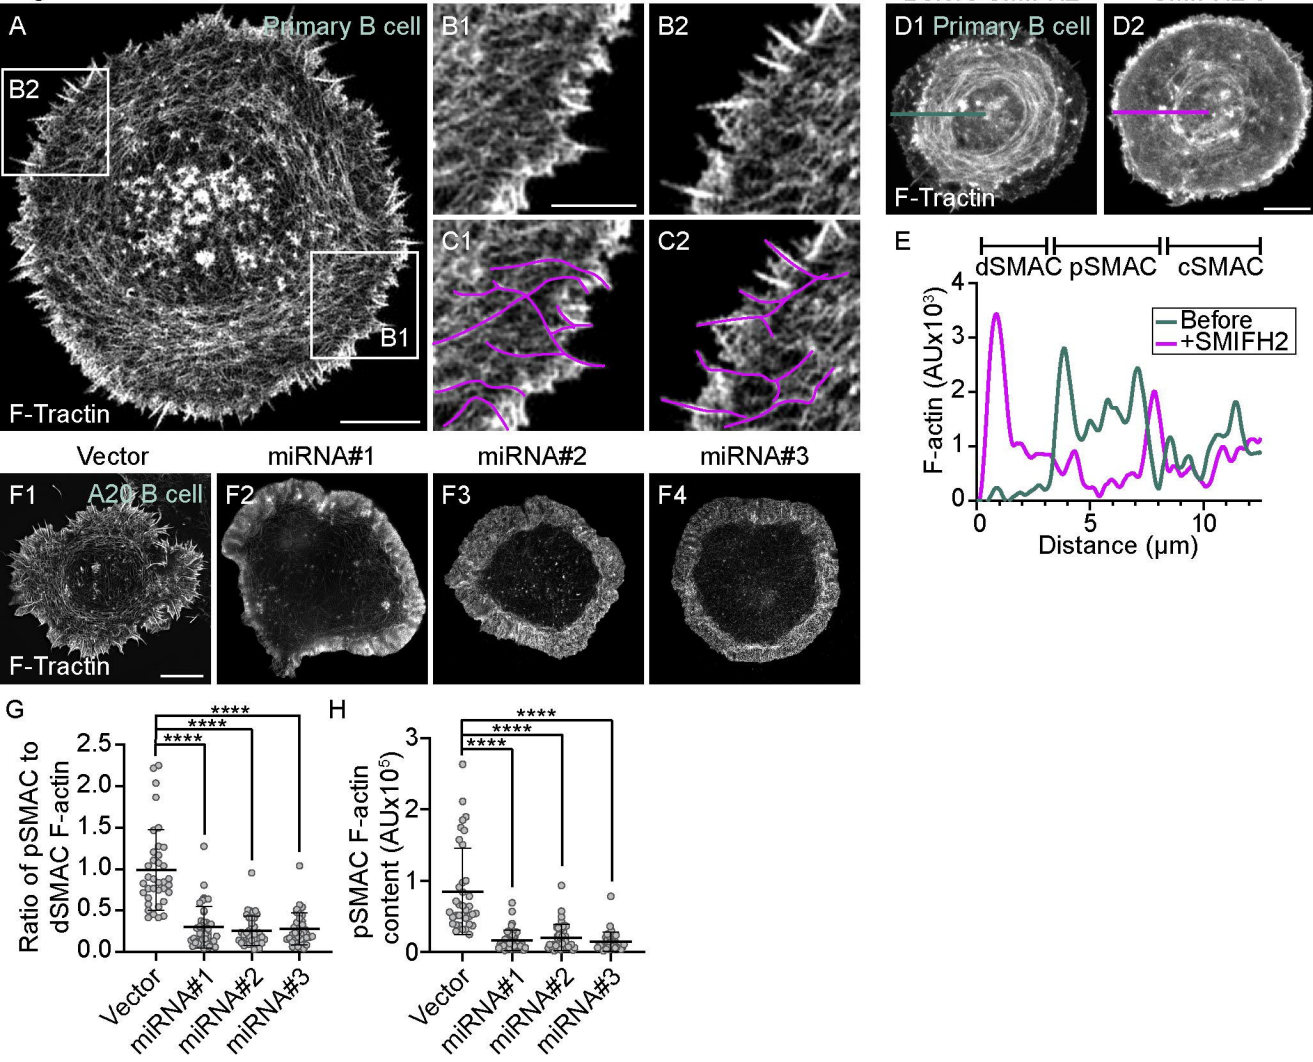 A
Primary B cell
B2
B1
F-Tractin
B1
B2
C1
C2
D1 Primary B cell
D2
F-Tractin
E
dSMAC pSMAC cSMAC
F-actin (AUx10³)
4
3
2
1
0
Before
+SMIFH2
0 5 10
Distance (µm)
Vector
miRNA#1
miRNA#2
miRNA#3
F1
A20 B cell
F-Tractin
F2
F3
F4
G
Ratio of pSMAC to
dSMAC F-actin
2.5
2.0
1.5
1.0
0.5
0.0
****
****
****
Vector
miRNA#1
miRNA#2
miRNA#3
H
pSMAC F-actin
content (AUx10⁵)
3
2
1
0
****
****
****
Vector
miRNA#1
miRNA#2
miRNA#3